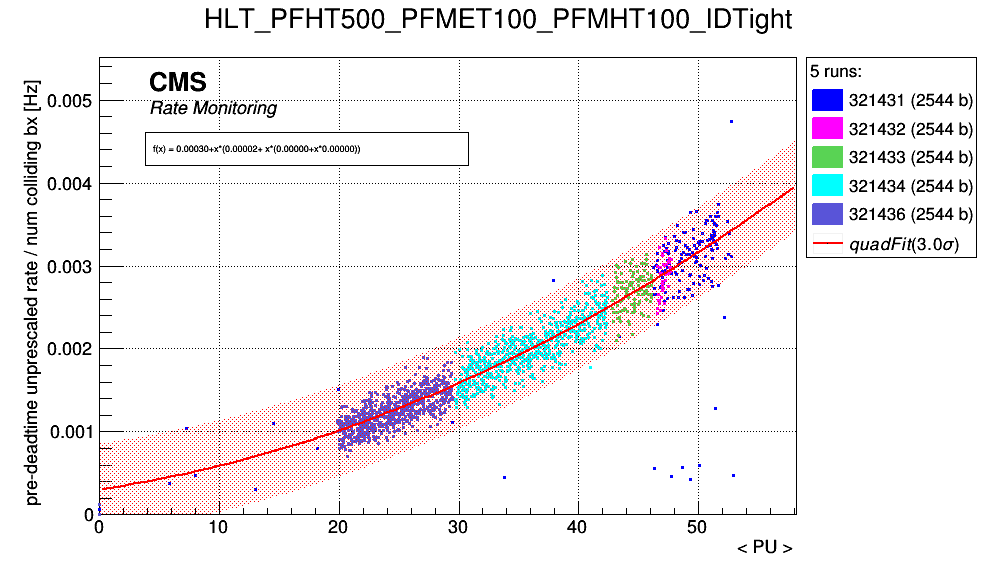 HLT_PFHT500_PFMET100_PFMHT100_IDTight
pre-deadtime unprescaled rate / num colliding bx [Hz]
CMS
Rate Monitoring
f(x) = 0.00030+x*(0.00002+ x*(0.00000+x*0.00000))
0.005
0.004
0.003
0.002
0.001
0
0 10 20 30 40 50
< PU >
5 runs:
321431 (2544 b)
321432 (2544 b)
321433 (2544 b)
321434 (2544 b)
321436 (2544 b)
quadFit(3.0σ)